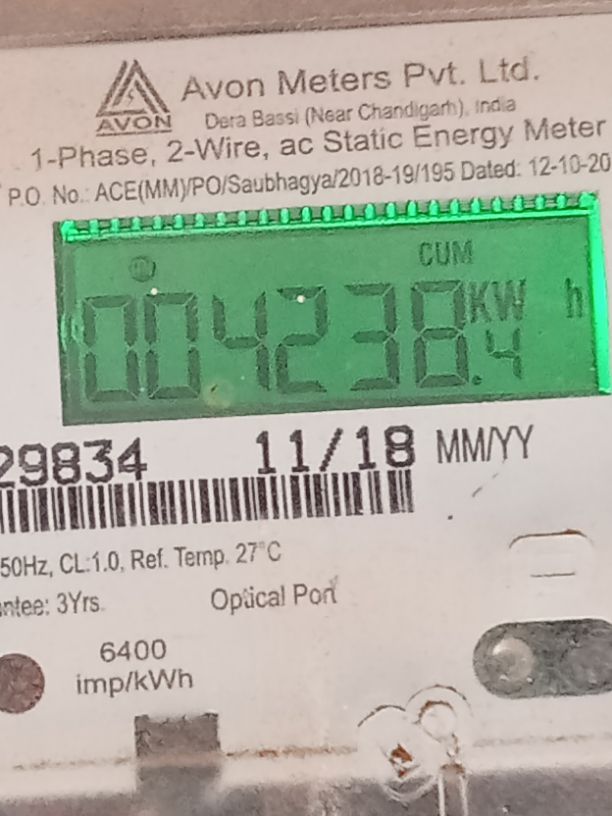 AVON
Avon Meters Pvt. Ltd.
Dera Bassi (Near Chandigarh), India
1-Phase, 2-Wire, ac Static Energy Meter
P.O. No.: ACE(MM)/PO/Saubhagya/2018-19/195 Dated: 12-10-20
CUM
004238.4 KW h
29834 11/18 MM/YY
50Hz, CL:1.0, Ref. Temp. 27°C
ntee: 3Yrs. Optical Port
6400
imp/kWh